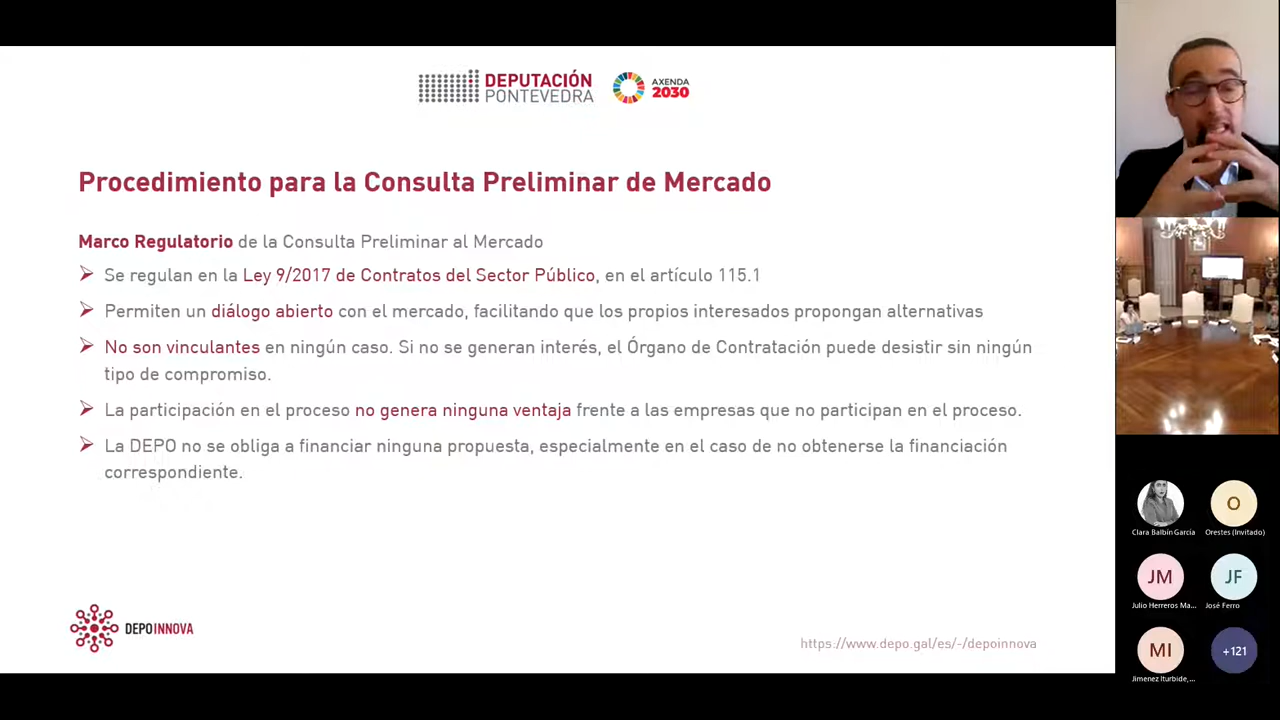 DEPUTACIÓN
PONTEVEDRA
AXENDA
2030
Procedimiento para la Consulta Preliminar de Mercado
Marco Regulatorio de la Consulta Preliminar al Mercado
Se regulan en la Ley 9/2017 de Contratos del Sector Público, en el artículo 115.1
Permiten un diálogo abierto con el mercado, facilitando que los propios interesados propongan alternativas
No son vinculantes en ningún caso. Si no se generan interés, el Órgano de Contratación puede desistir sin ningún
tipo de compromiso.
La participación en el proceso no genera ninguna ventaja frente a las empresas que no participan en el proceso.
La DEPO no se obliga a financiar ninguna propuesta, especialmente en el caso de no obtenerse la financiación
correspondiente.
DEPOINNOVA
https://www.depo.gal/es/-/depoinnova
O
Clara Balbín García
Orestes (Invitado)
JM
JF
Julio Herreros Ma...
José Ferro
MI
+121
Jimenez Iturbide,...